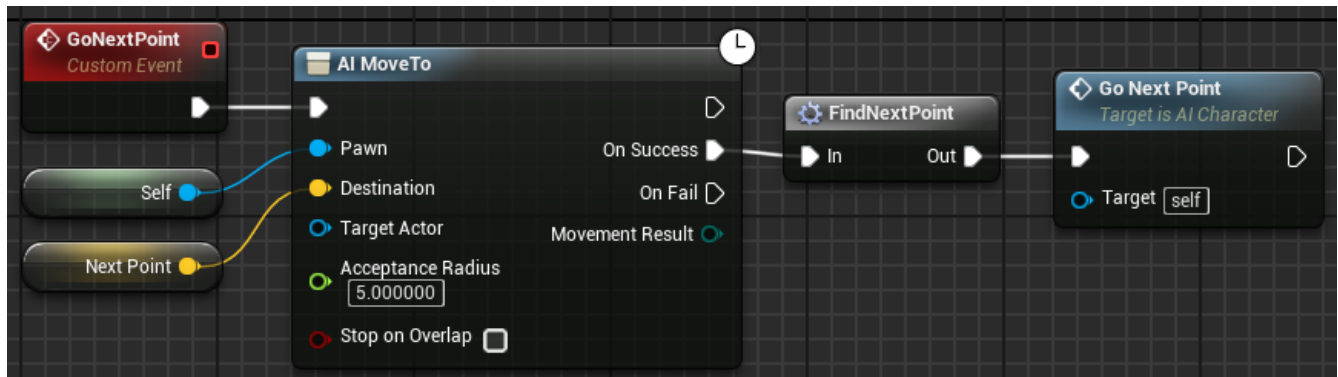 GoNextPoint
Custom Event
Self
Next Point
AI MoveTo
Pawn
On Success
Destination
On Fail
Target Actor
Movement Result
Acceptance Radius
5.000000
Stop on Overlap
FindNextPoint
In
Out
Go Next Point
Target is AI Character
Target self